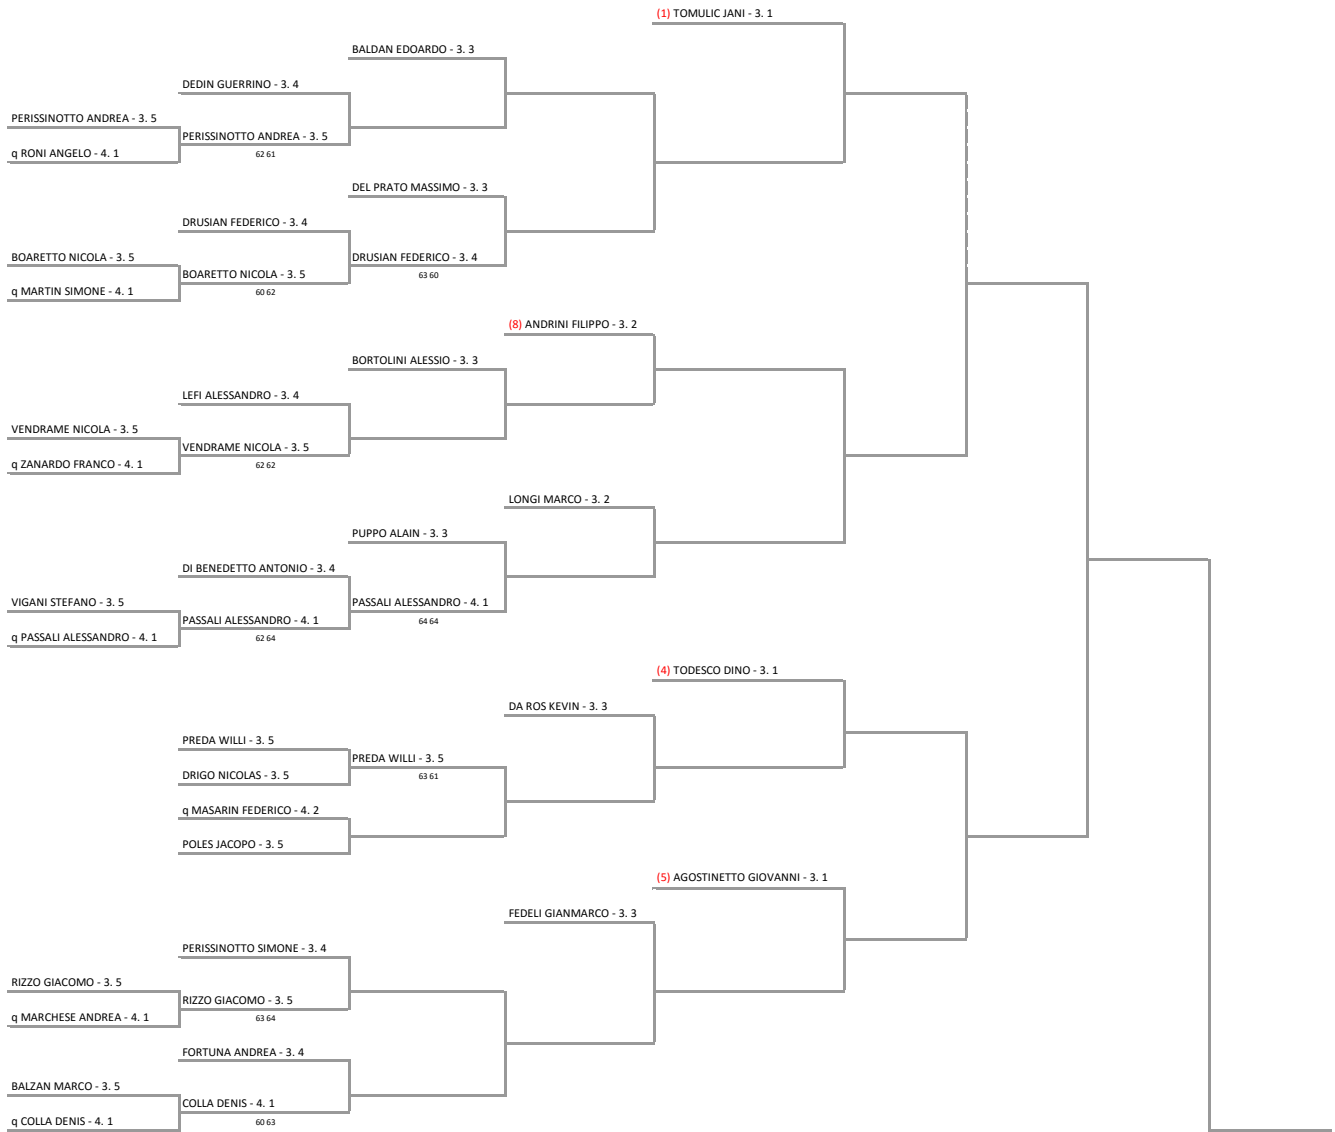 (1) TOMULIC JANI - 3. 1
BALDAN EDOARDO - 3. 3
DEDIN GUERRINO - 3. 4
PERISSINOTTO ANDREA - 3. 5
PERISSINOTTO ANDREA - 3. 5
q RONI ANGELO - 4. 1
62 61
DEL PRATO MASSIMO - 3. 3
DRUSIAN FEDERICO - 3. 4
BOARETTO NICOLA - 3. 5
DRUSIAN FEDERICO - 3. 4
BOARETTO NICOLA - 3. 5
63 60
q MARTIN SIMONE - 4. 1
60 62
(8) ANDRINI FILIPPO - 3. 2
BORTOLINI ALESSIO - 3. 3
LEFI ALESSANDRO - 3. 4
VENDRAME NICOLA - 3. 5
VENDRAME NICOLA - 3. 5
q ZANARDO FRANCO - 4. 1
62 62
LONGI MARCO - 3. 2
PUPPO ALAIN - 3. 3
DI BENEDETTO ANTONIO - 3. 4
VIGANI STEFANO - 3. 5
PASSALI ALESSANDRO - 4. 1
PASSALI ALESSANDRO - 4. 1
64 64
q PASSALI ALESSANDRO - 4. 1
62 64
(4) TODESCO DINO - 3. 1
DA ROS KEVIN - 3. 3
PREDA WILLI - 3. 5
PREDA WILLI - 3. 5
DRIGO NICOLAS - 3. 5
63 61
q MASARIN FEDERICO - 4. 2
POLES JACOPO - 3. 5
(5) AGOSTINETTO GIOVANNI - 3. 1
FEDELI GIANMARCO - 3. 3
PERISSINOTTO SIMONE - 3. 4
RIZZO GIACOMO - 3. 5
RIZZO GIACOMO - 3. 5
q MARCHESE ANDREA - 4. 1
63 64
FORTUNA ANDREA - 3. 4
BALZAN MARCO - 3. 5
COLLA DENIS - 4. 1
q COLLA DENIS - 4. 1
60 63